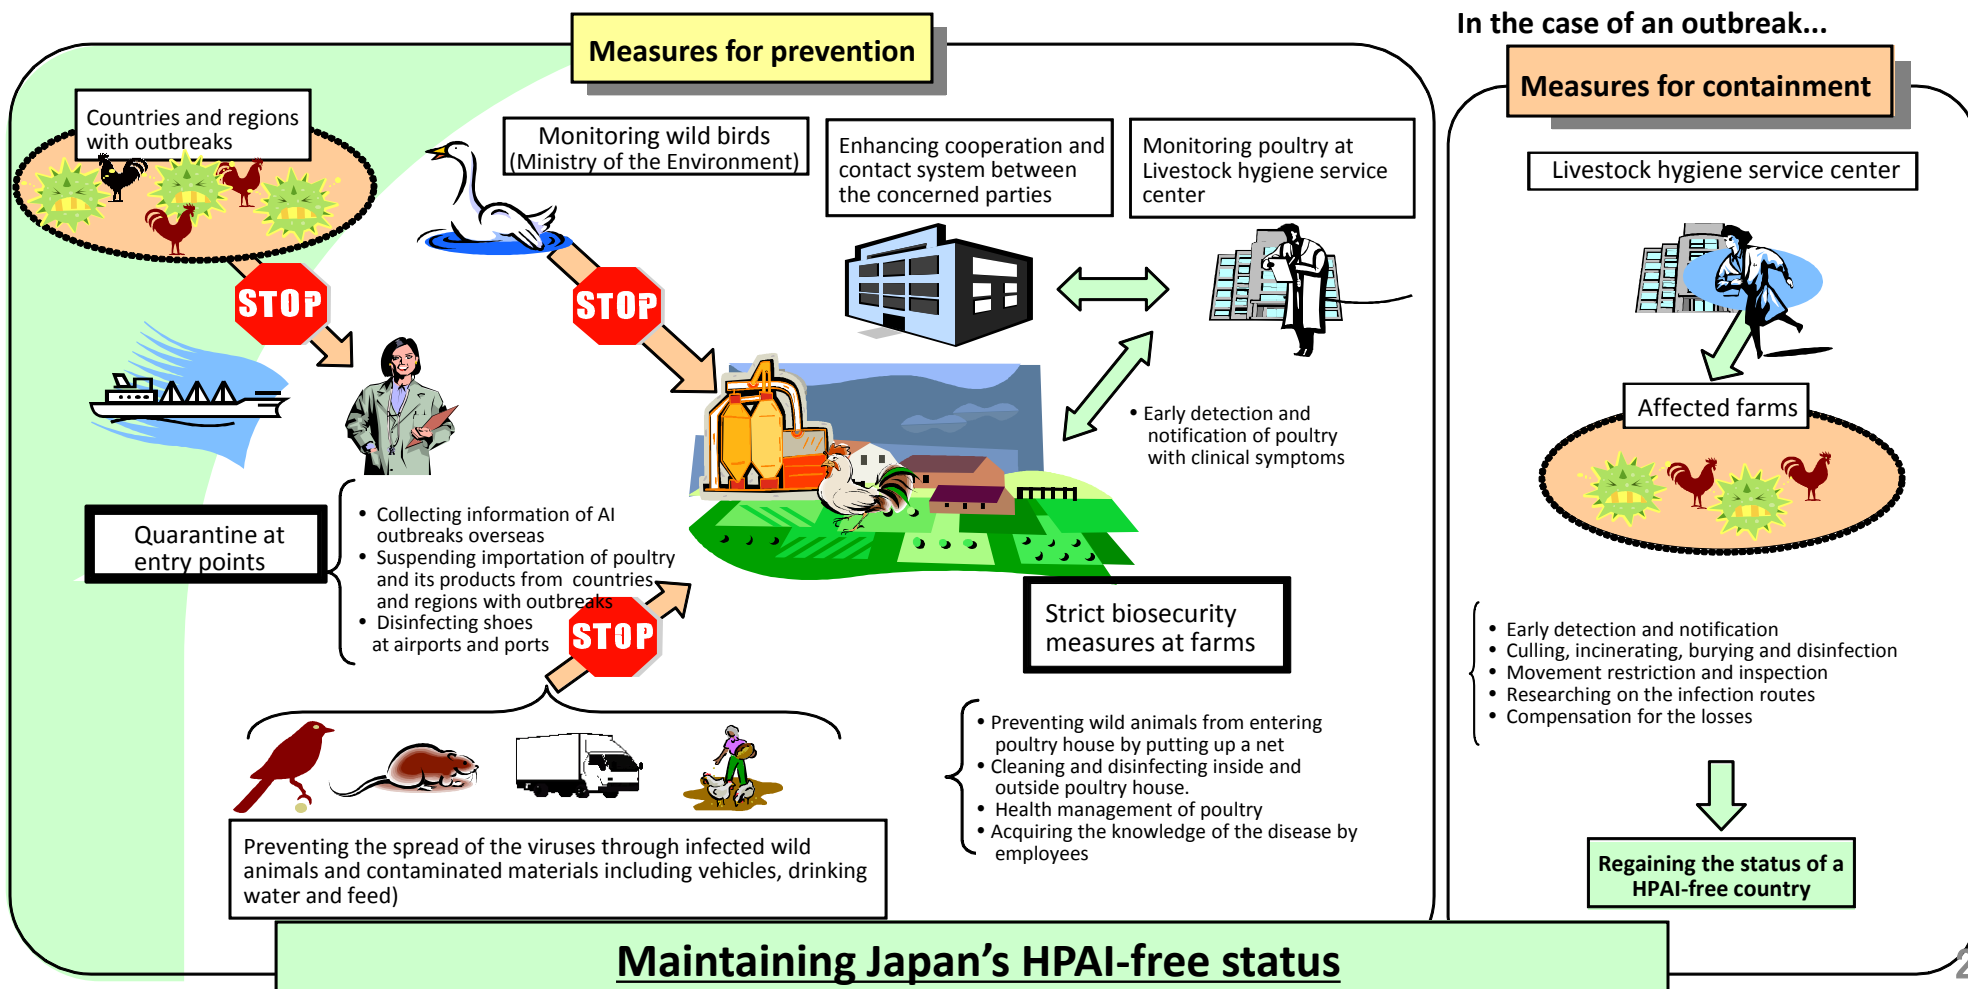 In the case of an outbreak...
Measures for prevention
Measures for containment
Countries and regions
with outbreaks
Monitoring wild birds
(Ministry of the Environment)
Enhancing cooperation and
contact system between
the concerned parties
Monitoring poultry at
Livestock hygiene service
center
Livestock hygiene service center
STOP
STOP
Affected farms
• Early detection and
notification of poultry
with clinical symptoms
Quarantine at
entry points
• Collecting information of AI
outbreaks overseas
• Suspending importation of poultry
and its products from countries
and regions with outbreaks
• Disinfecting shoes
at airports and ports
STOP
Strict biosecurity
measures at farms
• Early detection and notification
• Culling, incinerating, burying and disinfection
• Movement restriction and inspection
• Researching on the infection routes
• Compensation for the losses
• Preventing wild animals from entering
poultry house by putting up a net
• Cleaning and disinfecting inside and
outside poultry house.
• Health management of poultry
• Acquiring the knowledge of the disease by
employees
Preventing the spread of the viruses through infected wild
animals and contaminated materials including vehicles, drinking
water and feed)
Regaining the status of a
HPAI-free country
Maintaining Japan's HPAI-free status
2